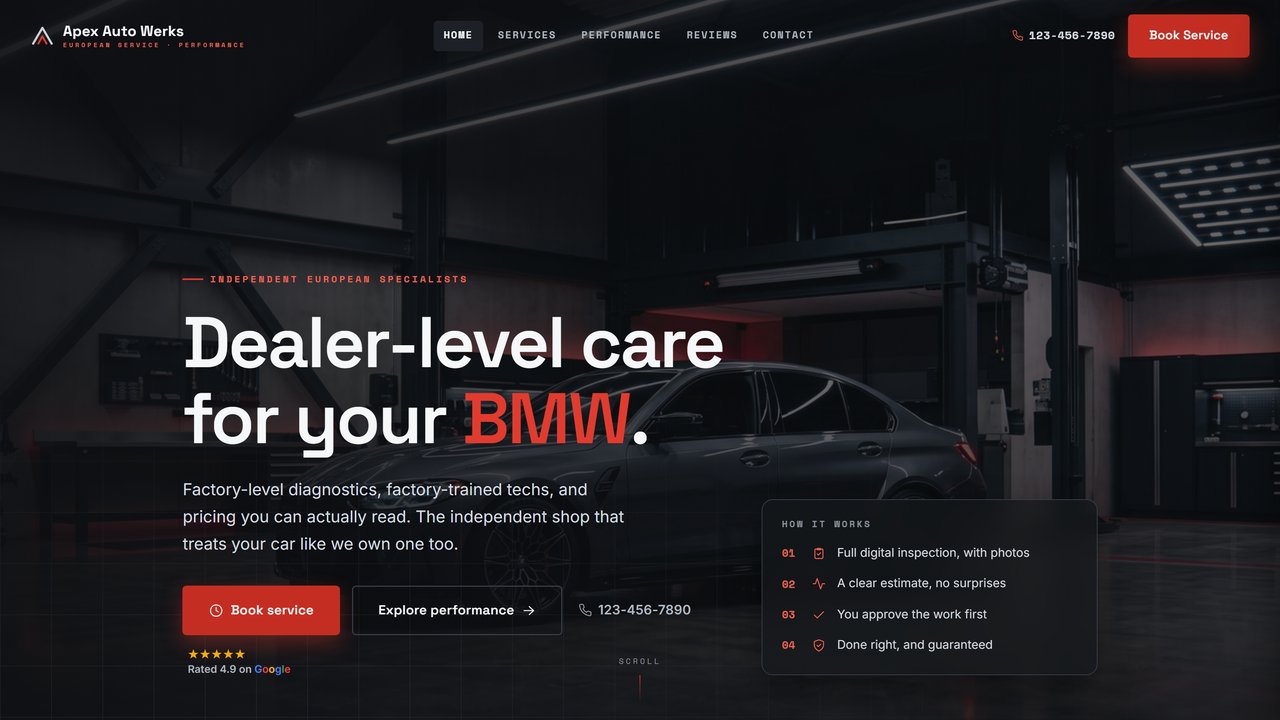 Apex Auto Werks
EUROPEAN SERVICE · PERFORMANCE
HOME
SERVICES
PERFORMANCE
REVIEWS
CONTACT
123-456-7890
Book Service
INDEPENDENT EUROPEAN SPECIALISTS
Dealer-level care
for your BMW.
Factory-level diagnostics, factory-trained techs, and
pricing you can actually read. The independent shop that
treats your car like we own one too.
Book service
Explore performance →
123-456-7890
★★★★★
Rated 4.9 on Google
SCROLL
HOW IT WORKS
01 Full digital inspection, with photos
02 A clear estimate, no surprises
03 You approve the work first
04 Done right, and guaranteed